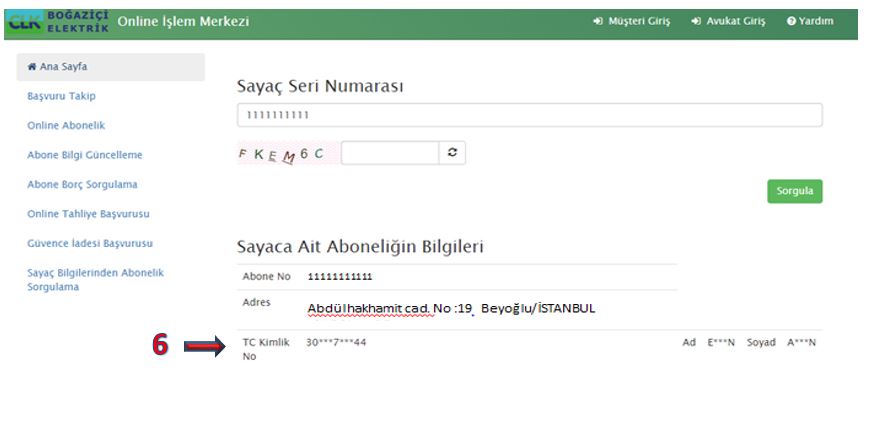 CLK BOĞAZİÇİ ELEKTRİK Online İşlem Merkezi Müşteri Giriş Avukat Giriş Yardım
Ana Sayfa
Başvuru Takip
Online Abonelik
Abone Bilgi Güncelleme
Abone Borç Sorgulama
Online Tahliye Başvurusu
Güvence İadesi Başvurusu
Sayaç Bilgilerinden Abonelik
Sorgulama
Sayaç Seri Numarası
1111111111
F K E M 6 C
Sorgula
Sayaca Ait Aboneliğin Bilgileri
Abone No 11111111111
Adres Abdülhakhamit cad. No :19 Beyoğlu/İSTANBUL
6 TC Kimlik No 30***7***44 Ad E***N Soyad A***N